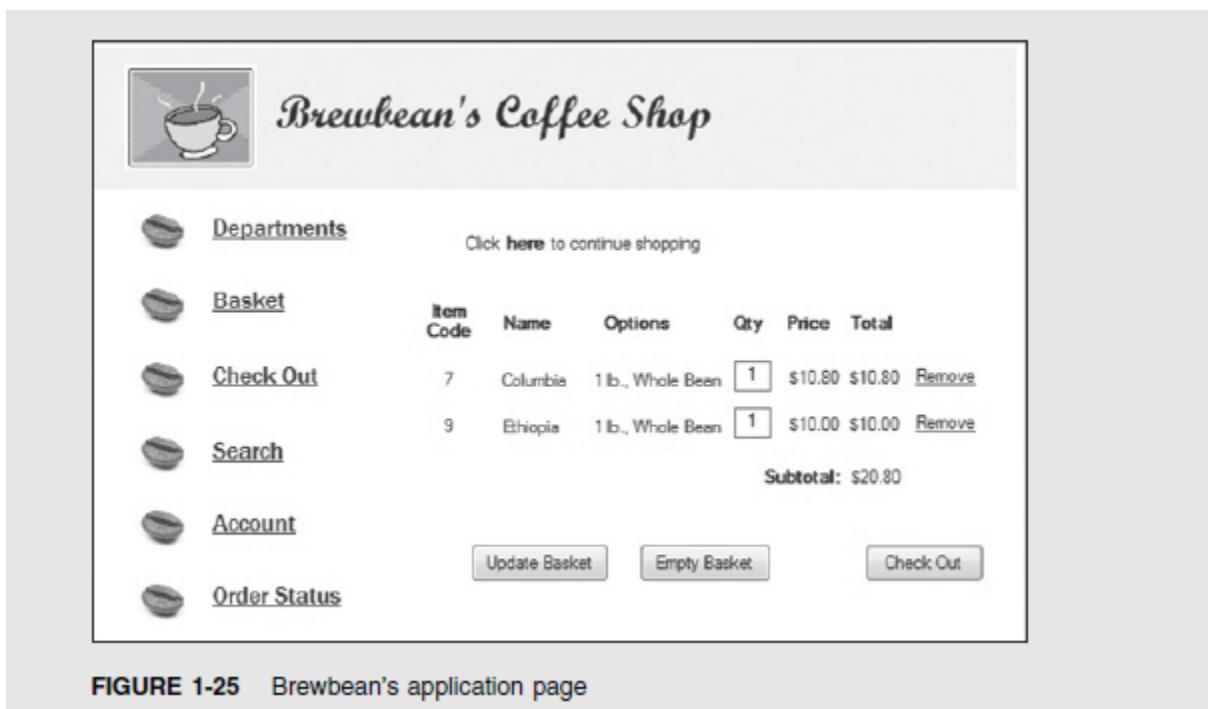 Brewbean's Coffee Shop
Departments
Click here to continue shopping
Basket
Item Code Name Options Qty Price Total
Check Out
7 Columbia 1 lb., Whole Bean 1 $10.80 $10.80 Remove
9 Ethiopia 1 lb., Whole Bean 1 $10.00 $10.00 Remove
Search
Subtotal: $20.80
Account
Update Basket Empty Basket Check Out
Order Status
FIGURE 1-25 Brewbean's application page